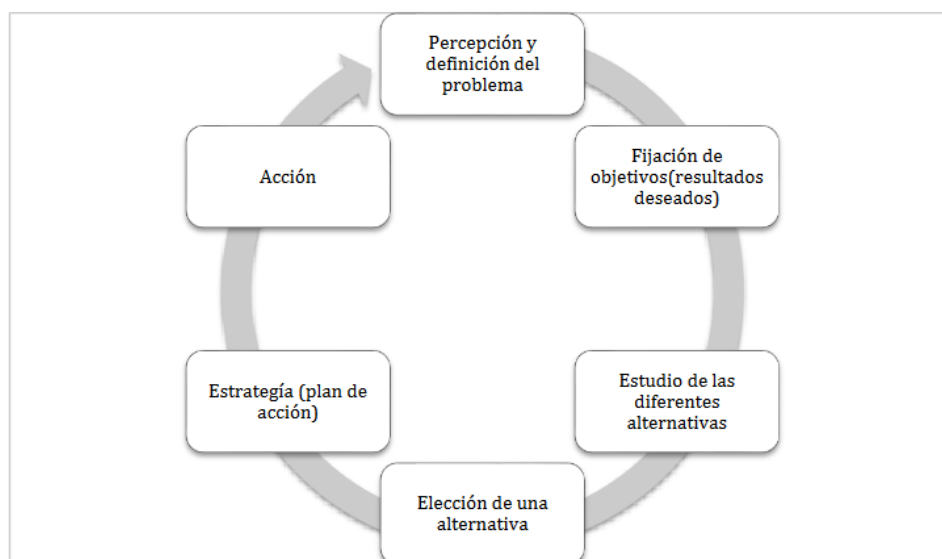 Percepción y
definición del
problema
Fijación de
objetivos(resultados
deseados)
Estudio de las
diferentes
alternativas
Elección de una
alternativa
Estrategía (plan de
acción)
Acción